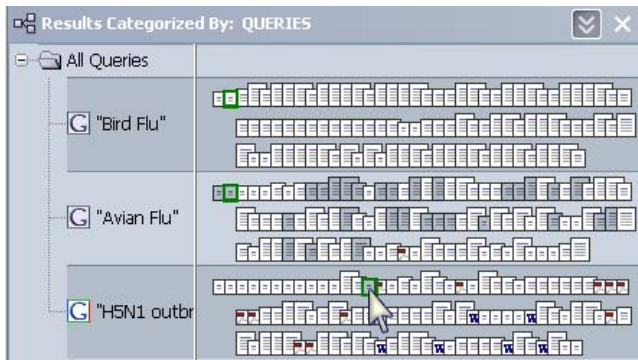 Results Categorized By: QUERIES
All Queries
G "Bird Flu"
G "Avian Flu"
G "H5N1 outbr